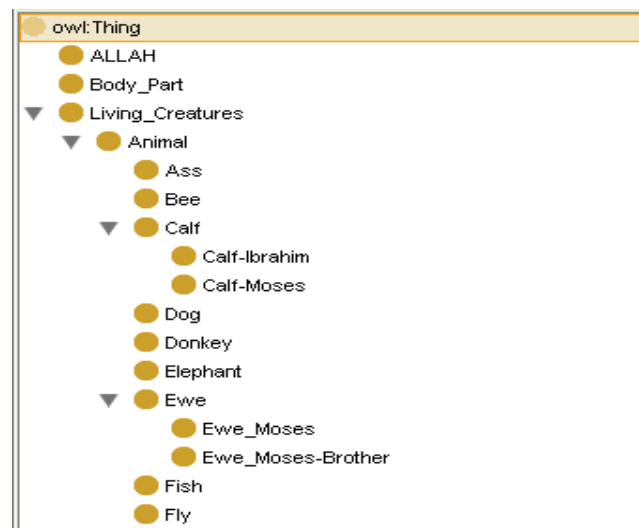 owl:Thing
ALLAH
Body_Part
Living_Creatures
Animal
Ass
Bee
Calf
Calf-Ibrahim
Calf-Moses
Dog
Donkey
Elephant
Ewe
Ewe_Moses
Ewe_Moses-Brother
Fish
Fly